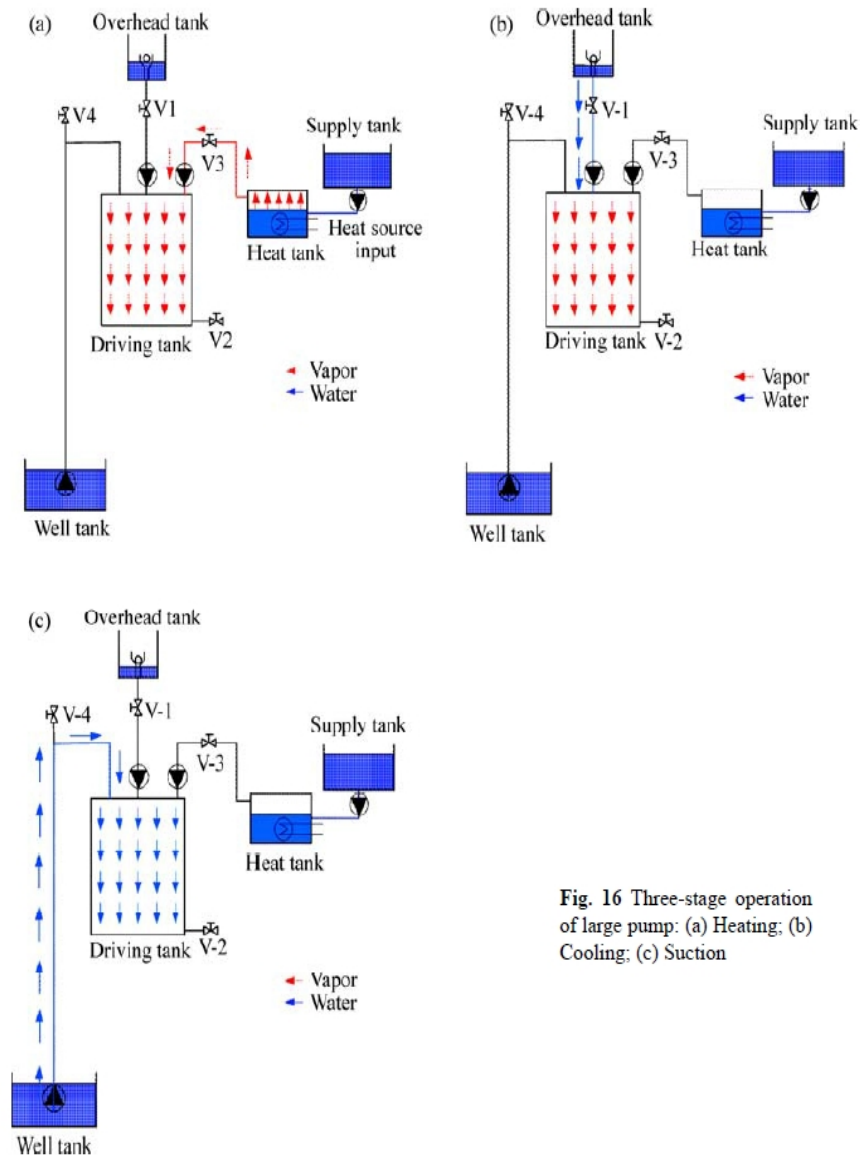 (a)
Overhead tank
V4
V1
V3
Supply tank
Heat tank
Heat source
input
V2
Driving tank
Vapor
Water
Well tank
(b)
Overhead tank
V-4
V-1
V-3
Supply tank
Heat tank
V-2
Driving tank
Vapor
Water
Well tank
(c)
Overhead tank
V-4
V-1
V-3
Supply tank
Heat tank
V-2
Driving tank
Vapor
Water
Well tank
Fig. 16 Three-stage operation
of large pump: (a) Heating; (b)
Cooling; (c) Suction